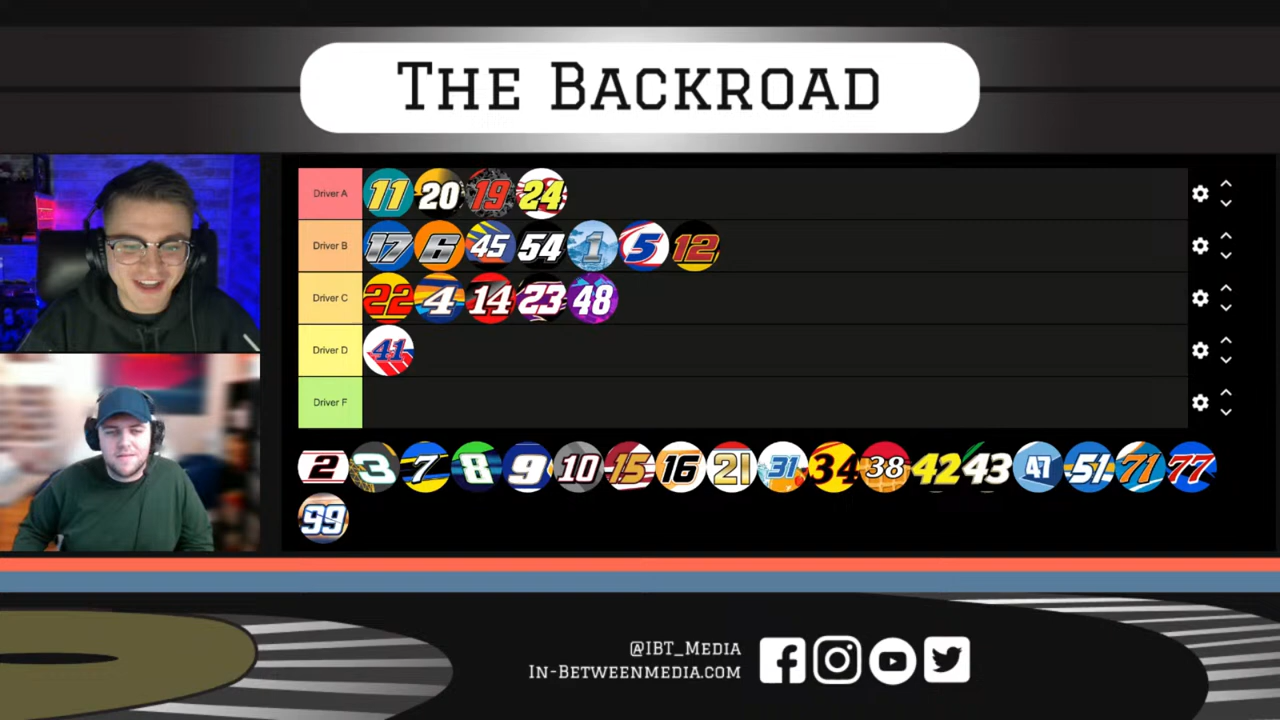 The Backroad
Driver A
11 20 19 24
Driver B
17 6 45 54 1 5 12
Driver C
22 4 14 23 48
Driver D
41
Driver F
2 3 7 8 9 10 15 16 21 31 34 38 42 43 47 51 71 77
99
@IBT_Media
In-Betweenmedia.com